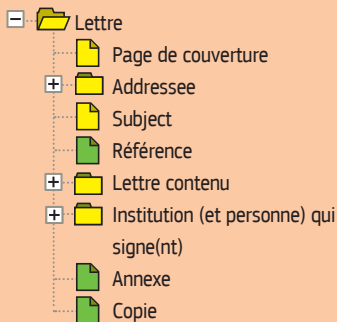 Lettre
Page de couverture
Addressee
Subject
Référence
Lettre contenu
Institution (et personne) qui
signe(nt)
Annexe
Copie